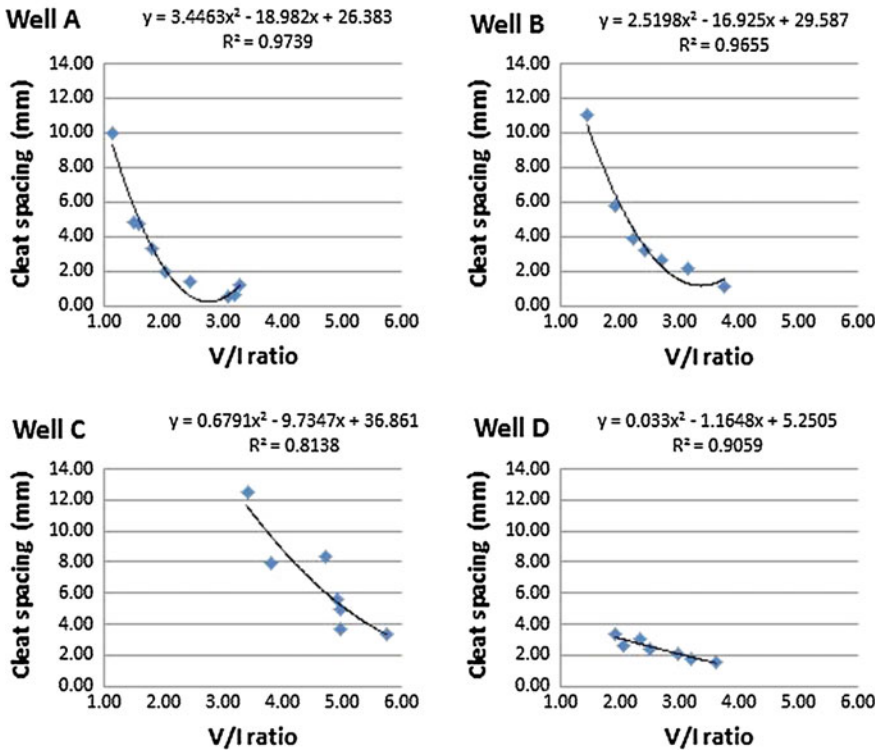 Well A
y = 3.4463x² - 18.982x + 26.383
R² = 0.9739
Cleat spacing (mm)
14.00
12.00
10.00
8.00
6.00
4.00
2.00
0.00
1.00 2.00 3.00 4.00 5.00 6.00
V/I ratio
Well B
y = 2.5198x² - 16.925x + 29.587
R² = 0.9655
Cleat spacing (mm)
14.00
12.00
10.00
8.00
6.00
4.00
2.00
0.00
1.00 2.00 3.00 4.00 5.00 6.00
V/I ratio
Well C
y = 0.6791x² - 9.7347x + 36.861
R² = 0.8138
Cleat spacing (mm)
14.00
12.00
10.00
8.00
6.00
4.00
2.00
0.00
1.00 2.00 3.00 4.00 5.00 6.00
V/I ratio
Well D
y = 0.033x² - 1.1648x + 5.2505
R² = 0.9059
Cleat spacing (mm)
14.00
12.00
10.00
8.00
6.00
4.00
2.00
0.00
1.00 2.00 3.00 4.00 5.00 6.00
V/I ratio